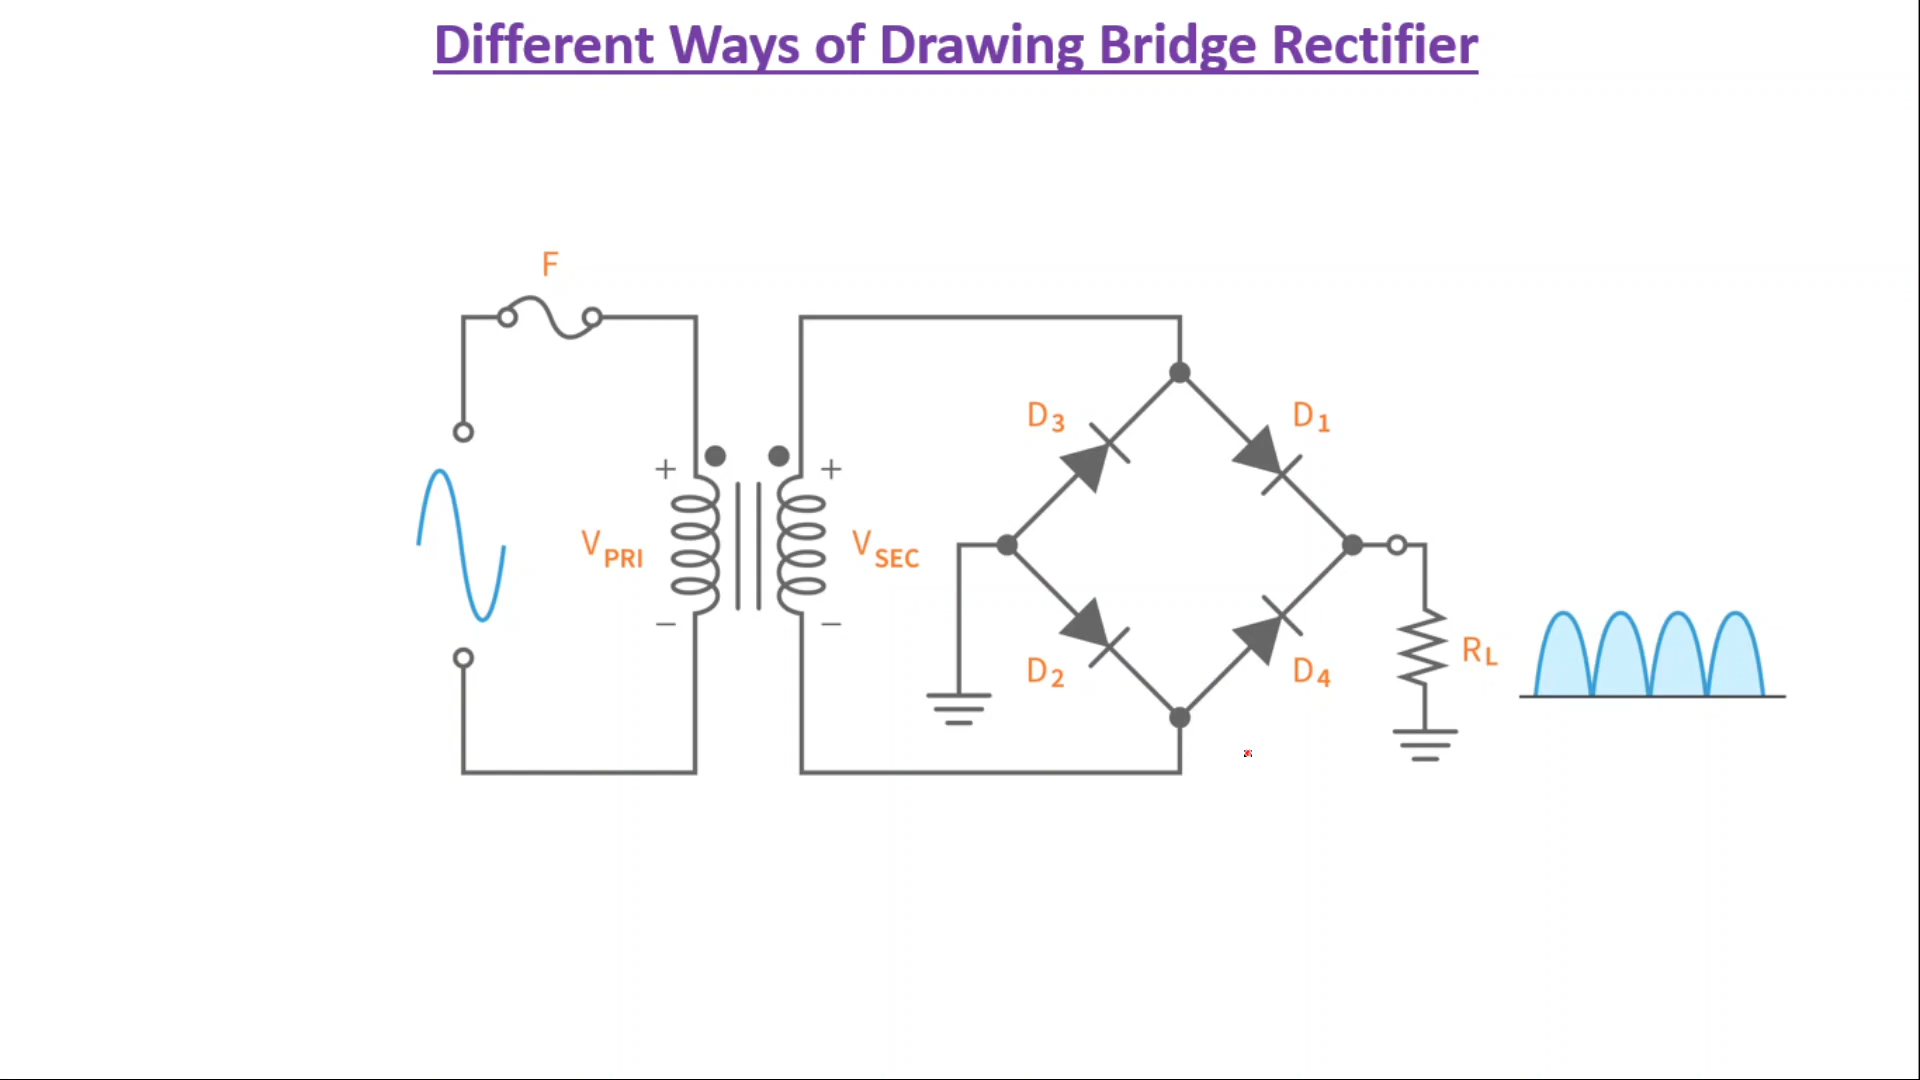 Different Ways of Drawing Bridge Rectifier
F
D3
D1
+
+
VPRI
VSEC
−
−
D2
D4
RL